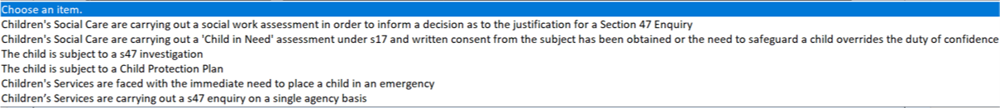 Choose an item.
Children's Social Care are carrying out a social work assessment in order to inform a decision as to the justification for a Section 47 Enquiry
Children's Social Care are carrying out a 'Child in Need' assessment under s17 and written consent from the subject has been obtained or the need to safeguard a child overrides the duty of confidence
The child is subject to a s47 investigation
The child is subject to a Child Protection Plan
Children's Services are faced with the immediate need to place a child in an emergency
Children's Services are carrying out a s47 enquiry on a single agency basis